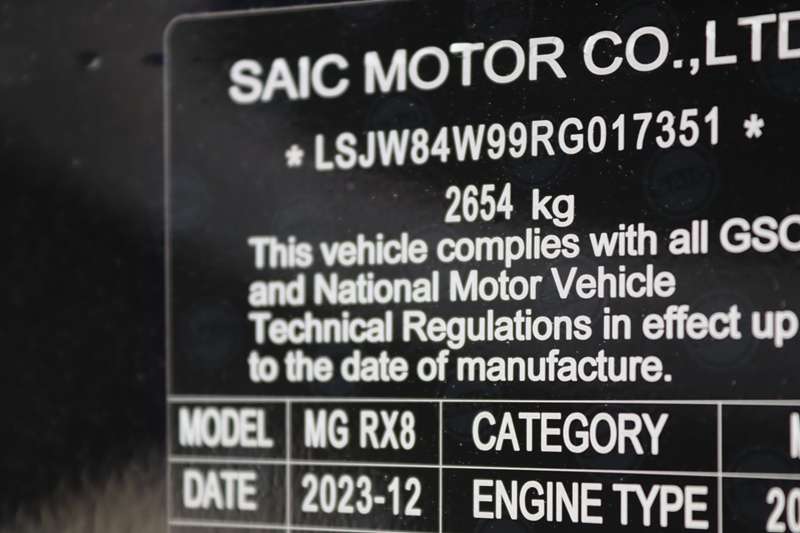 SAIC MOTOR CO.,LTD
* LSJW84W99RG017351 *
2654 kg
This vehicle complies with all GSO
and National Motor Vehicle
Technical Regulations in effect up
to the date of manufacture.
MODEL MG RX8 CATEGORY
DATE 2023-12 ENGINE TYPE 20